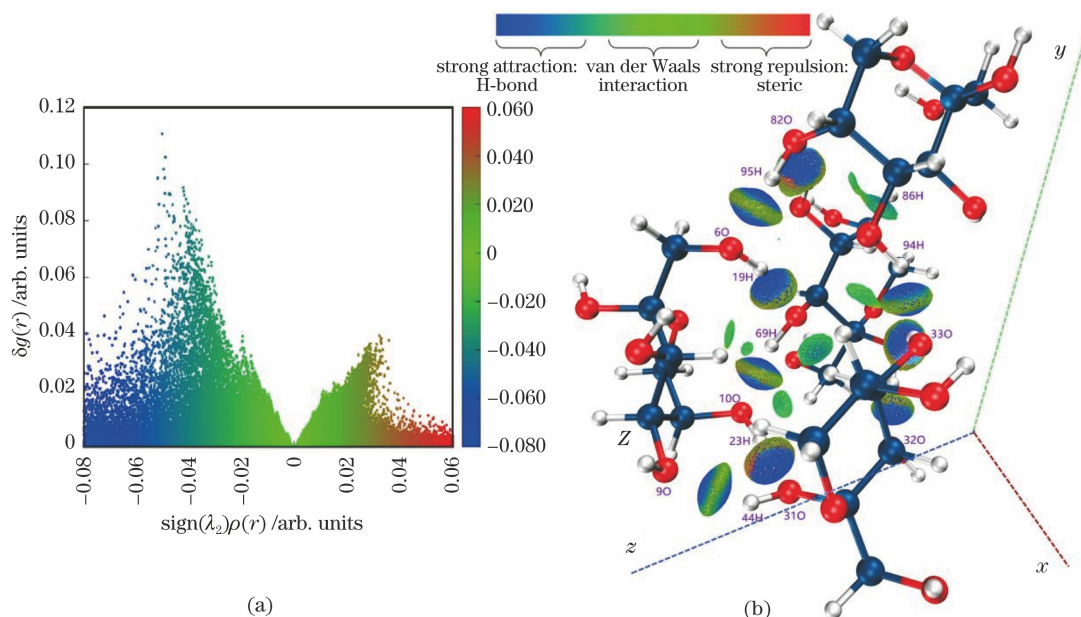 strong attraction: van der Waals strong repulsion:
H-bond interaction steric
0.12
0.10
0.08
0.06
0.04
0.02
0
δg(r) /arb. units
−0.08
−0.06
−0.04
−0.02
0
0.02
0.04
0.06
sign(λ₂)ρ(r) /arb. units
0.060
0.040
0.020
0
−0.020
−0.040
−0.060
−0.080
(a)
y
82O
95H
86H
6O
94H
19H
69H
33O
10O
Z
23H
32O
9O
44H
31O
z
x
(b)